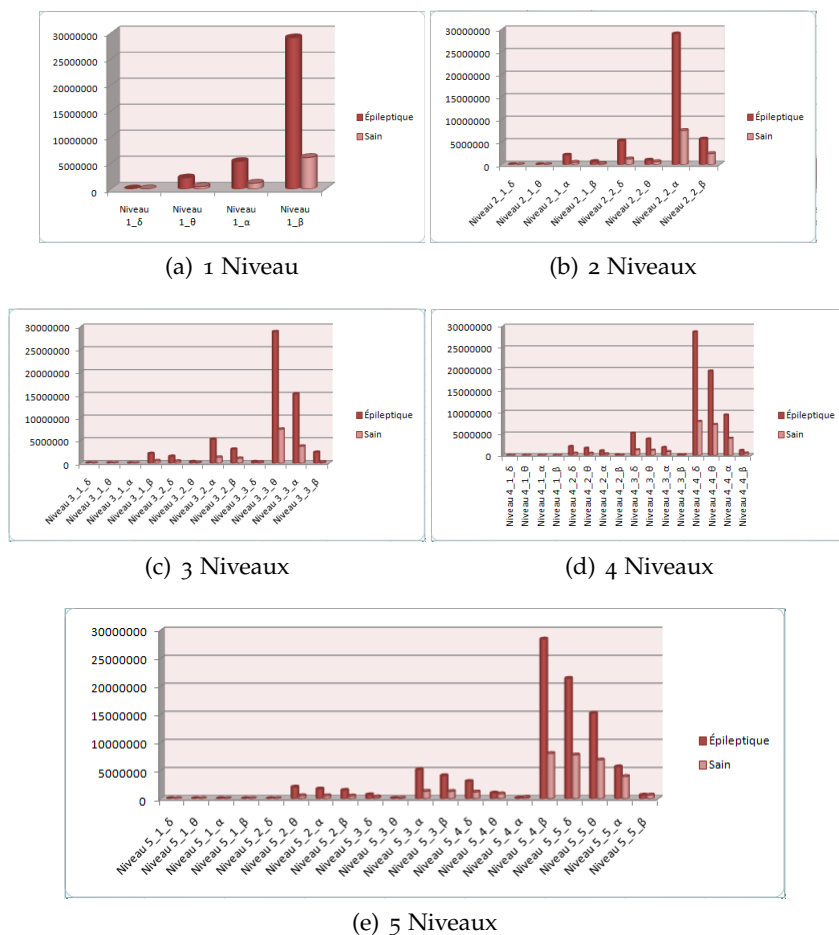 30000000
25000000
20000000
15000000
10000000
5000000
0
Niveau 1_δ
Niveau 1_θ
Niveau 1_α
Niveau 1_β
Épileptique
Sain
(a) 1 Niveau
30000000
25000000
20000000
15000000
10000000
5000000
0
Niveau 2_1_δ
Niveau 2_1_θ
Niveau 2_1_α
Niveau 2_1_β
Niveau 2_2_δ
Niveau 2_2_θ
Niveau 2_2_α
Niveau 2_2_β
Épileptique
Sain
(b) 2 Niveaux
30000000
25000000
20000000
15000000
10000000
5000000
0
Niveau 3_1_δ
Niveau 3_1_θ
Niveau 3_1_α
Niveau 3_1_β
Niveau 3_2_δ
Niveau 3_2_θ
Niveau 3_2_α
Niveau 3_2_β
Niveau 3_3_δ
Niveau 3_3_θ
Niveau 3_3_α
Niveau 3_3_β
Épileptique
Sain
(c) 3 Niveaux
30000000
25000000
20000000
15000000
10000000
5000000
0
Niveau 4_1_δ
Niveau 4_1_θ
Niveau 4_1_α
Niveau 4_1_β
Niveau 4_2_δ
Niveau 4_2_θ
Niveau 4_2_α
Niveau 4_2_β
Niveau 4_3_δ
Niveau 4_3_θ
Niveau 4_3_α
Niveau 4_3_β
Niveau 4_4_δ
Niveau 4_4_θ
Niveau 4_4_α
Niveau 4_4_β
Épileptique
Sain
(d) 4 Niveaux
30000000
25000000
20000000
15000000
10000000
5000000
0
Niveau 5_1_δ
Niveau 5_1_θ
Niveau 5_1_α
Niveau 5_1_β
Niveau 5_2_δ
Niveau 5_2_θ
Niveau 5_2_α
Niveau 5_2_β
Niveau 5_3_δ
Niveau 5_3_θ
Niveau 5_3_α
Niveau 5_3_β
Niveau 5_4_δ
Niveau 5_4_θ
Niveau 5_4_α
Niveau 5_4_β
Niveau 5_5_δ
Niveau 5_5_θ
Niveau 5_5_α
Niveau 5_5_β
Épileptique
Sain
(e) 5 Niveaux